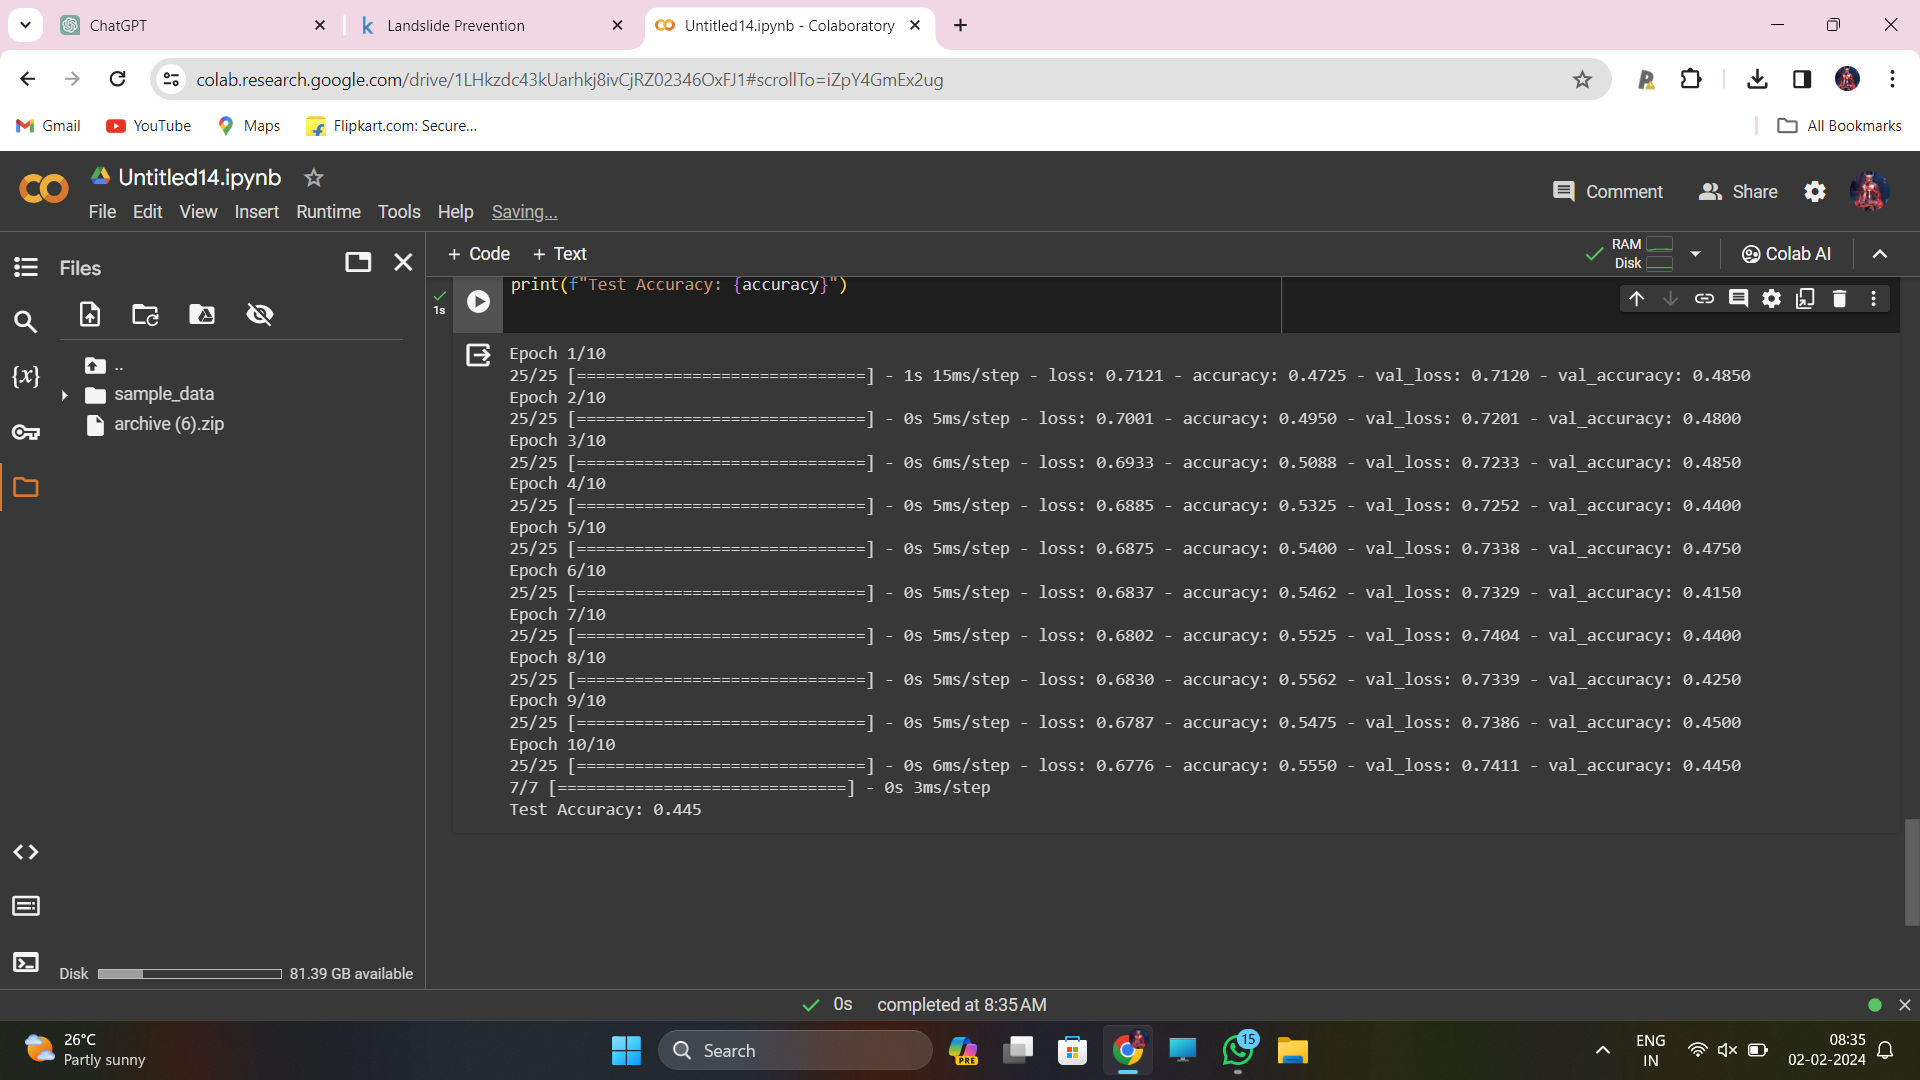 ChatGPT
Landslide Prevention
Untitled14.ipynb - Colaboratory
colab.research.google.com/drive/1LHkzdc43kUarhkj8ivCjRZ02346OxFJ1#scrollTo=iZpY4GmEx2ug
Gmail
YouTube
Maps
Flipkart.com: Secure...
All Bookmarks
Untitled14.ipynb
File Edit View Insert Runtime Tools Help Saving...
Comment
Share
Files
+ Code + Text
RAM
Disk
Colab AI
..
sample_data
archive (6).zip
Disk
81.39 GB available
1s
print(f"Test Accuracy: {accuracy}")
Epoch 1/10
25/25 [==============================] - 1s 15ms/step - loss: 0.7121 - accuracy: 0.4725 - val_loss: 0.7120 - val_accuracy: 0.4850
Epoch 2/10
25/25 [==============================] - 0s 5ms/step - loss: 0.7001 - accuracy: 0.4950 - val_loss: 0.7201 - val_accuracy: 0.4800
Epoch 3/10
25/25 [==============================] - 0s 6ms/step - loss: 0.6933 - accuracy: 0.5088 - val_loss: 0.7233 - val_accuracy: 0.4850
Epoch 4/10
25/25 [==============================] - 0s 5ms/step - loss: 0.6885 - accuracy: 0.5325 - val_loss: 0.7252 - val_accuracy: 0.4400
Epoch 5/10
25/25 [==============================] - 0s 5ms/step - loss: 0.6875 - accuracy: 0.5400 - val_loss: 0.7338 - val_accuracy: 0.4750
Epoch 6/10
25/25 [==============================] - 0s 5ms/step - loss: 0.6837 - accuracy: 0.5462 - val_loss: 0.7329 - val_accuracy: 0.4150
Epoch 7/10
25/25 [==============================] - 0s 5ms/step - loss: 0.6802 - accuracy: 0.5525 - val_loss: 0.7404 - val_accuracy: 0.4400
Epoch 8/10
25/25 [==============================] - 0s 5ms/step - loss: 0.6830 - accuracy: 0.5562 - val_loss: 0.7339 - val_accuracy: 0.4250
Epoch 9/10
25/25 [==============================] - 0s 5ms/step - loss: 0.6787 - accuracy: 0.5475 - val_loss: 0.7386 - val_accuracy: 0.4500
Epoch 10/10
25/25 [==============================] - 0s 6ms/step - loss: 0.6776 - accuracy: 0.5550 - val_loss: 0.7411 - val_accuracy: 0.4450
7/7 [==============================] - 0s 3ms/step
Test Accuracy: 0.445
0s completed at 8:35 AM
26°C
Partly sunny
Search
PRE
15
ENG
IN
08:35
02-02-2024